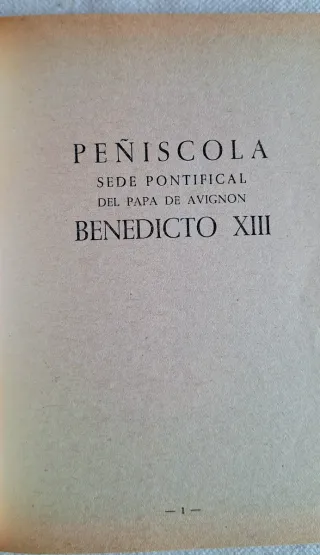 PEÑISCOLA
SEDE PONTIFICAL
DEL PAPA DE AVIGNON
BENEDICTO XIII
— 1 —